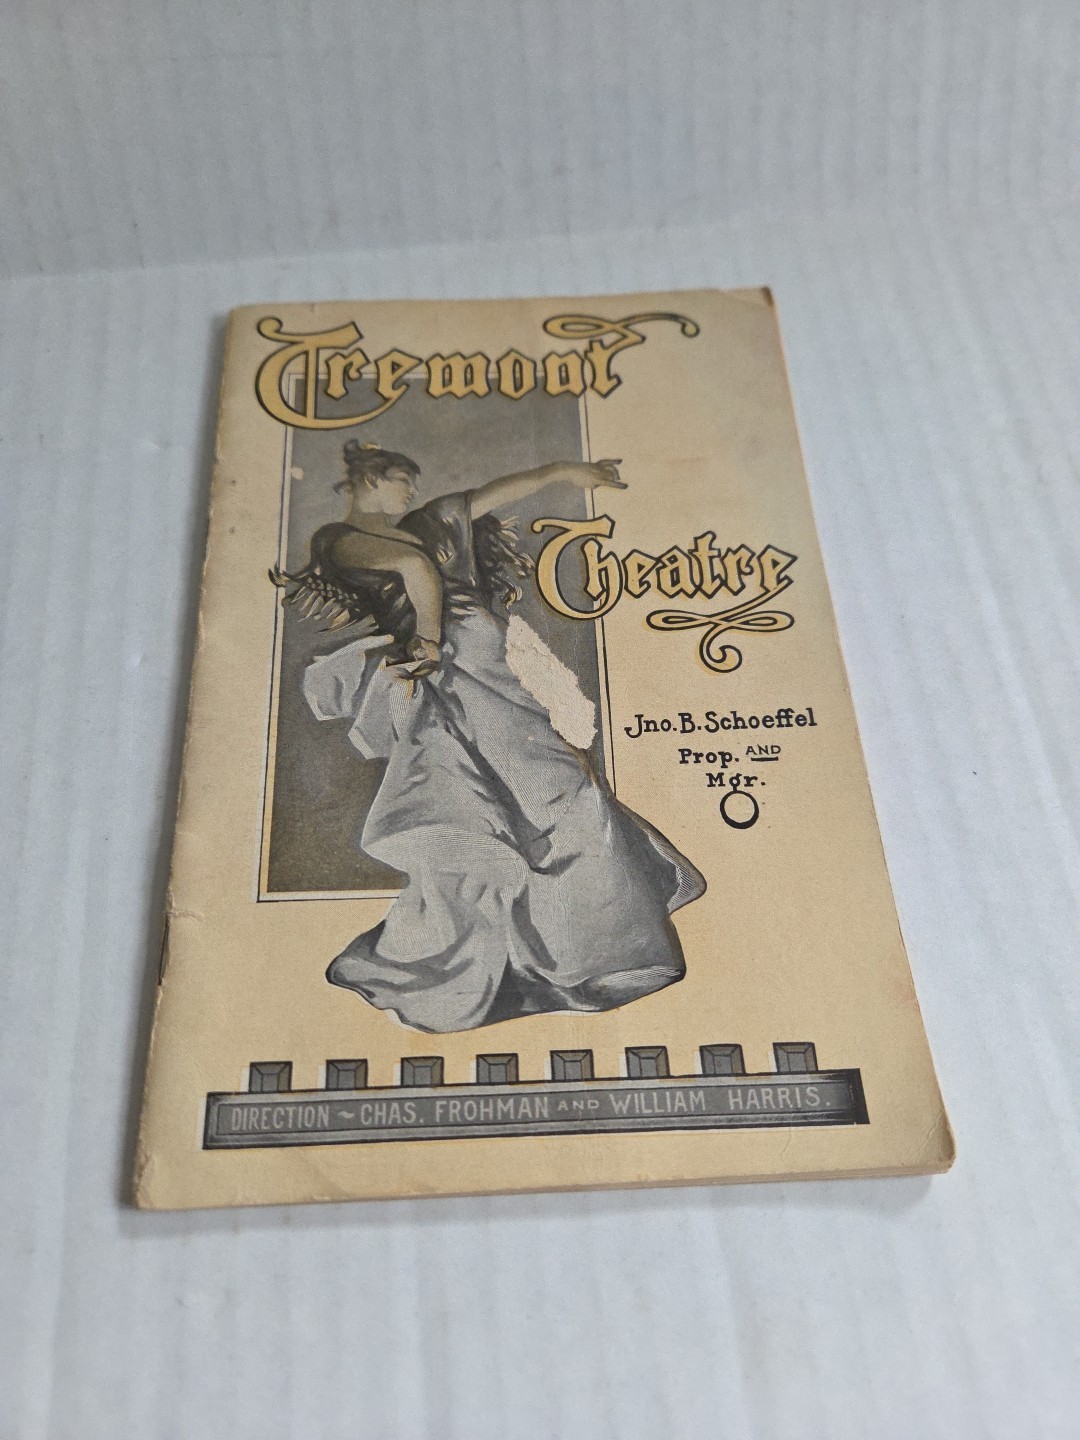 Tremont
Theatre
Jno. B. Schoeffel
Prop. AND
Mgr.
DIRECTION ~ CHAS. FROHMAN AND WILLIAM HARRIS.